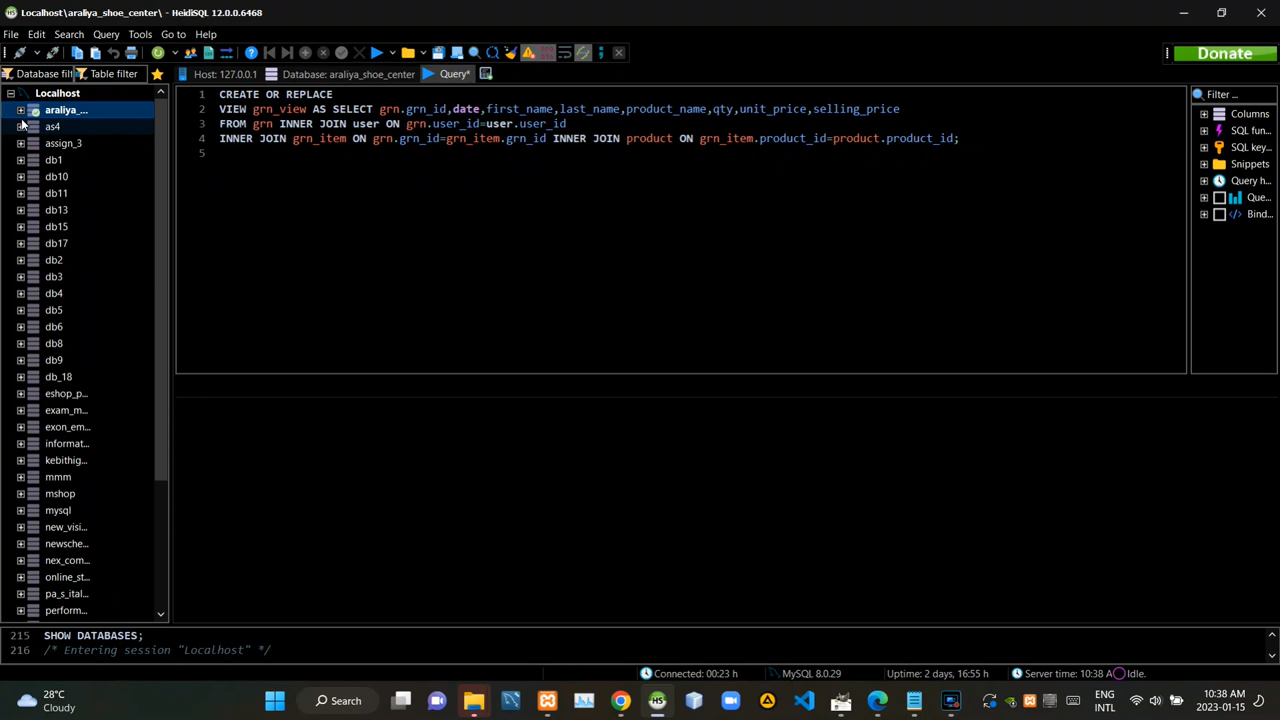 Localhost\araliya_shoe_center\ - HeidiSQL 12.0.0.6468
File Edit Search Query Tools Go to Help
Donate
Database filt Table filter Host: 127.0.0.1 Database: araliya_shoe_center Query*
Localhost
araliya_...
as4
assign_3
db1
db10
db11
db13
db15
db17
db2
db3
db4
db5
db6
db8
db9
db_18
eshop_p...
exam_m...
exon_em...
informat...
kebithig...
mmm
mshop
mysql
new_visi...
newsche...
nex_com...
online_st...
pa_s_ital...
perform...
1 CREATE OR REPLACE
2 VIEW grn_view AS SELECT grn.grn_id,date,first_name,last_name,product_name,qty,unit_price,selling_price
3 FROM grn INNER JOIN user ON grn.user_id=user.user_id
4 INNER JOIN grn_item ON grn.grn_id=grn_item.grn_id INNER JOIN product ON grn_item.product_id=product.product_id;
5
Filter ...
Columns
SQL fun...
SQL key...
Snippets
Query h...
Que...
Bind...
215 SHOW DATABASES;
216 /* Entering session "Localhost" */
Connected: 00:23 h MySQL 8.0.29 Uptime: 2 days, 16:55 h Server time: 10:38 A Idle.
28°C
Cloudy
Search
ENG
INTL
10:38 AM
2023-01-15